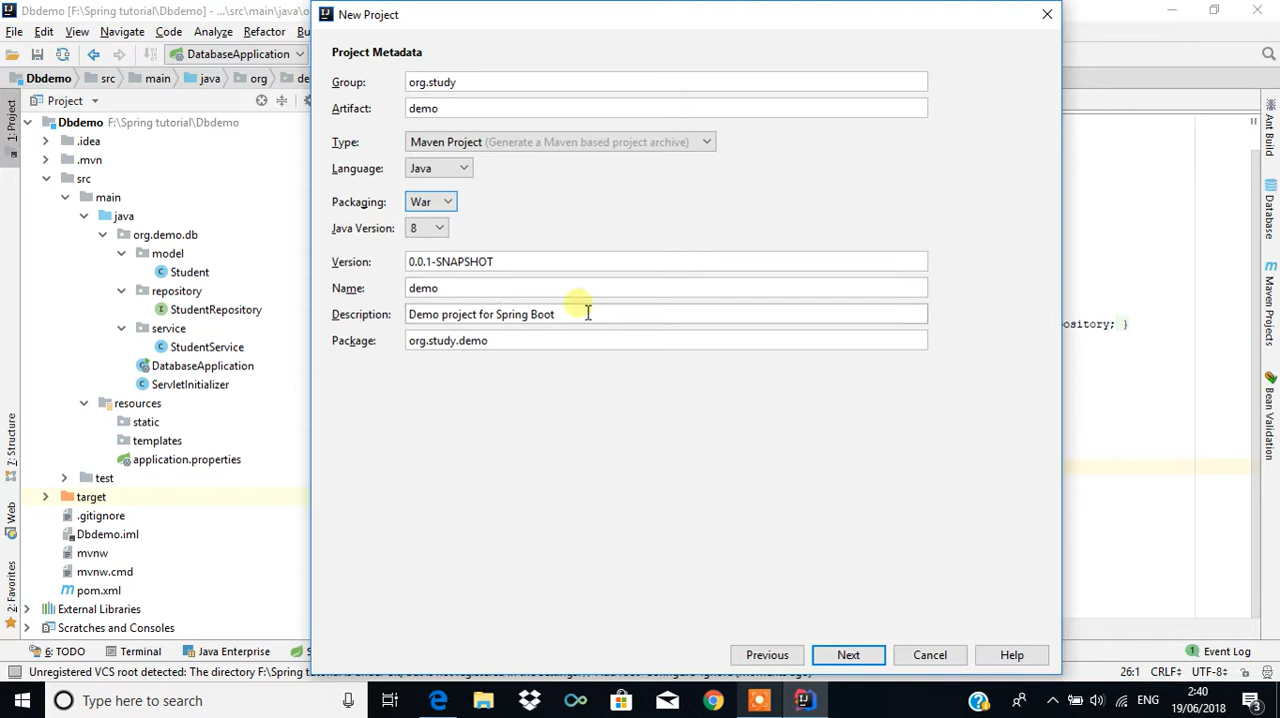 Dbdemo [F:\Spring tutorial\Dbdemo] - ...\src\main\java\o
File Edit View Navigate Code Analyze Refactor Bu
DatabaseApplication
Dbdemo src main java org de
Project
Dbdemo F:\Spring tutorial\Dbdemo
.idea
.mvn
src
main
java
org.demo.db
model
Student
repository
StudentRepository
service
StudentService
DatabaseApplication
ServletInitializer
resources
static
templates
application.properties
test
target
.gitignore
Dbdemo.iml
mvnw
mvnw.cmd
pom.xml
External Libraries
Scratches and Consoles
1: Project
7: Structure
Web
2: Favorites
New Project
Project Metadata
Group: org.study
Artifact: demo
Type: Maven Project (Generate a Maven based project archive)
Language: Java
Packaging: War
Java Version: 8
Version: 0.0.1-SNAPSHOT
Name: demo
Description: Demo project for Spring Boot
Package: org.study.demo
Previous Next Cancel Help
ository; }
Ant Build
Database
Maven Projects
Bean Validation
6: TODO Terminal Java Enterprise S Event Log
Unregistered VCS root detected: The directory F:\Spring tu
26:1 CRLF÷ UTF-8÷
Type here to search
ENG
:40
19/06/2018
3